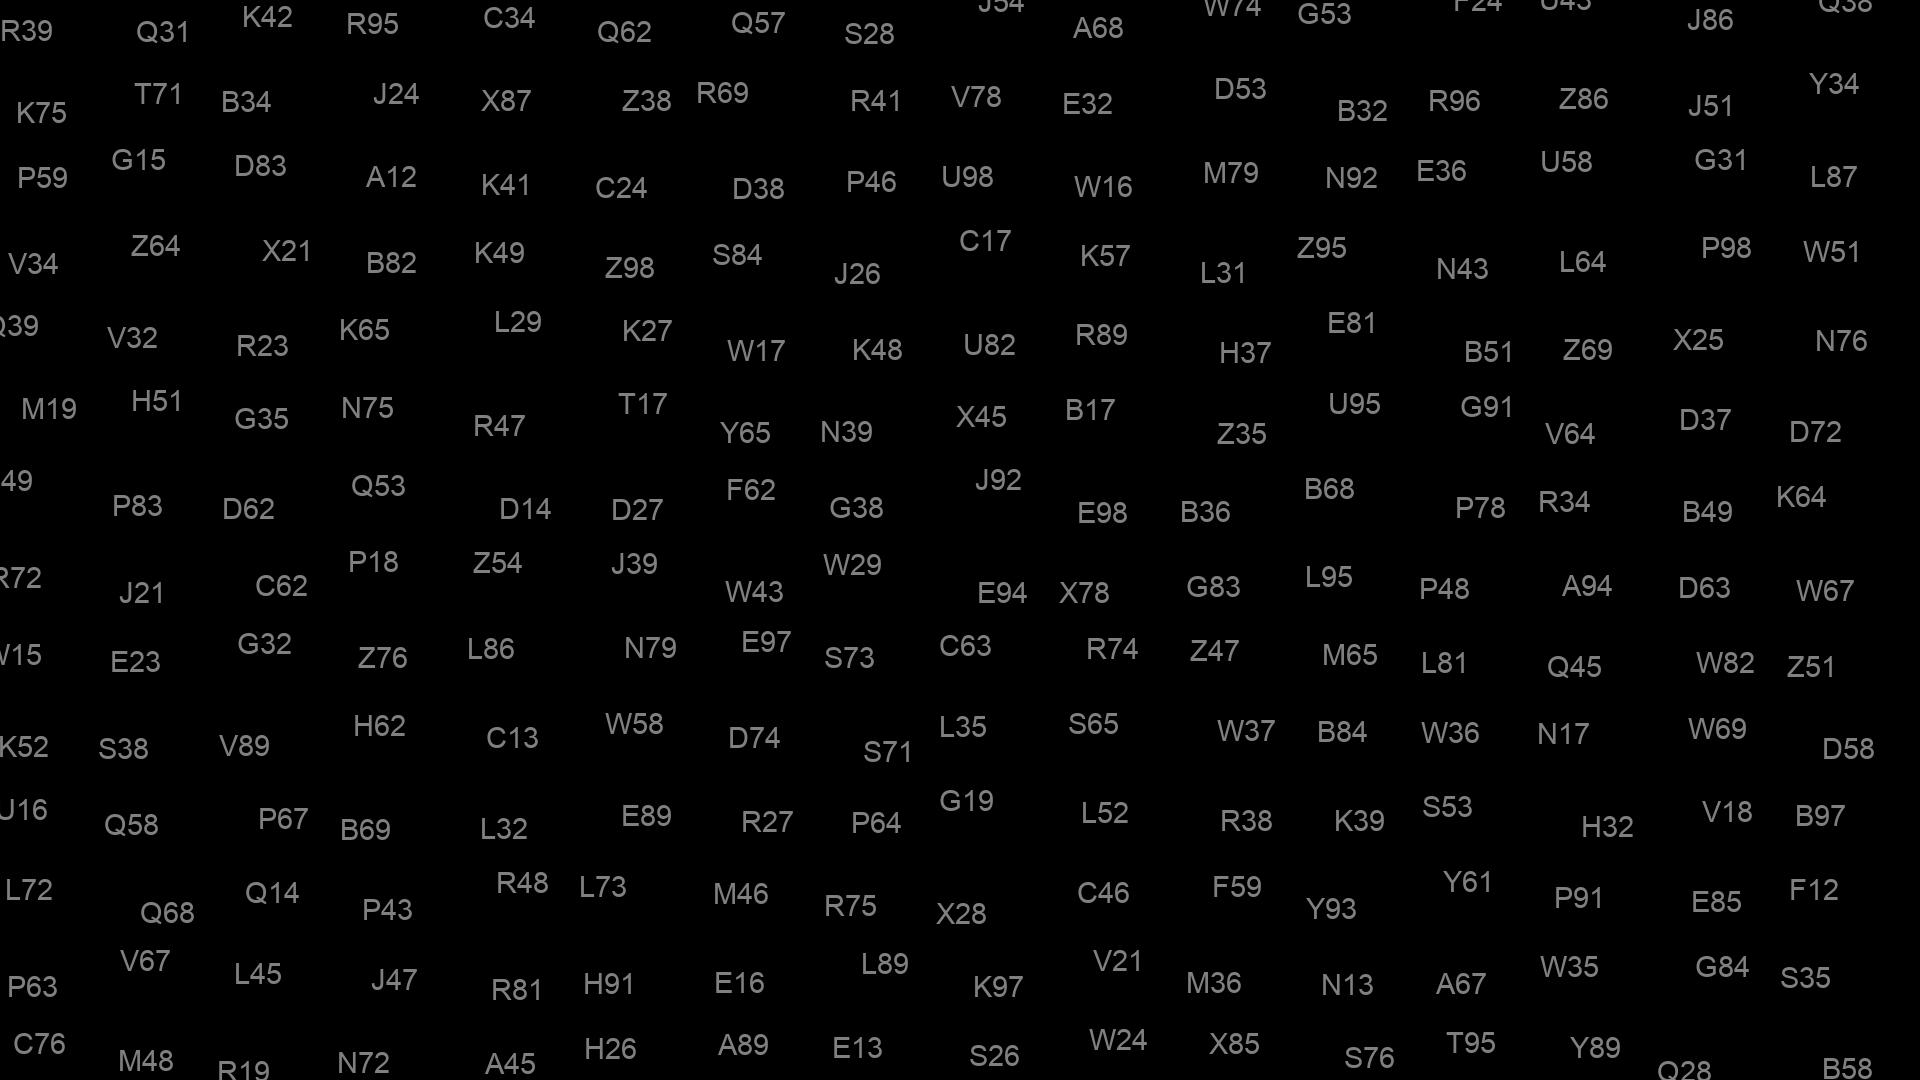 R39 Q31 K42 R95 C34 Q62 Q57 S28 J54 A68 W74 G53 F24 U43 J86 Q38
K75 T71 B34 J24 X87 Z38 R69 R41 V78 E32 D53 B32 R96 Z86 J51 Y34
P59 G15 D83 A12 K41 C24 D38 P46 U98 W16 M79 N92 E36 U58 G31 L87
V34 Z64 X21 B82 K49 Z98 S84 J26 C17 K57 L31 Z95 N43 L64 P98 W51
Q39 V32 R23 K65 L29 K27 W17 K48 U82 R89 H37 E81 B51 Z69 X25 N76
M19 H51 G35 N75 R47 T17 Y65 N39 X45 B17 Z35 U95 G91 V64 D37 D72
49 P83 D62 Q53 D14 D27 F62 G38 J92 E98 B36 B68 P78 R34 B49 K64
R72 J21 C62 P18 Z54 J39 W43 W29 E94 X78 G83 L95 P48 A94 D63 W67
W15 E23 G32 Z76 L86 N79 E97 S73 C63 R74 Z47 M65 L81 Q45 W82 Z51
K52 S38 V89 H62 C13 W58 D74 S71 L35 S65 W37 B84 W36 N17 W69 D58
U16 Q58 P67 B69 L32 E89 R27 P64 G19 L52 R38 K39 S53 H32 V18 B97
L72 Q68 Q14 P43 R48 L73 M46 R75 X28 C46 F59 Y93 Y61 P91 E85 F12
P63 V67 L45 J47 R81 H91 E16 L89 K97 V21 M36 N13 A67 W35 G84 S35
C76 M48 R19 N72 A45 H26 A89 E13 S26 W24 X85 S76 T95 Y89 Q28 B58